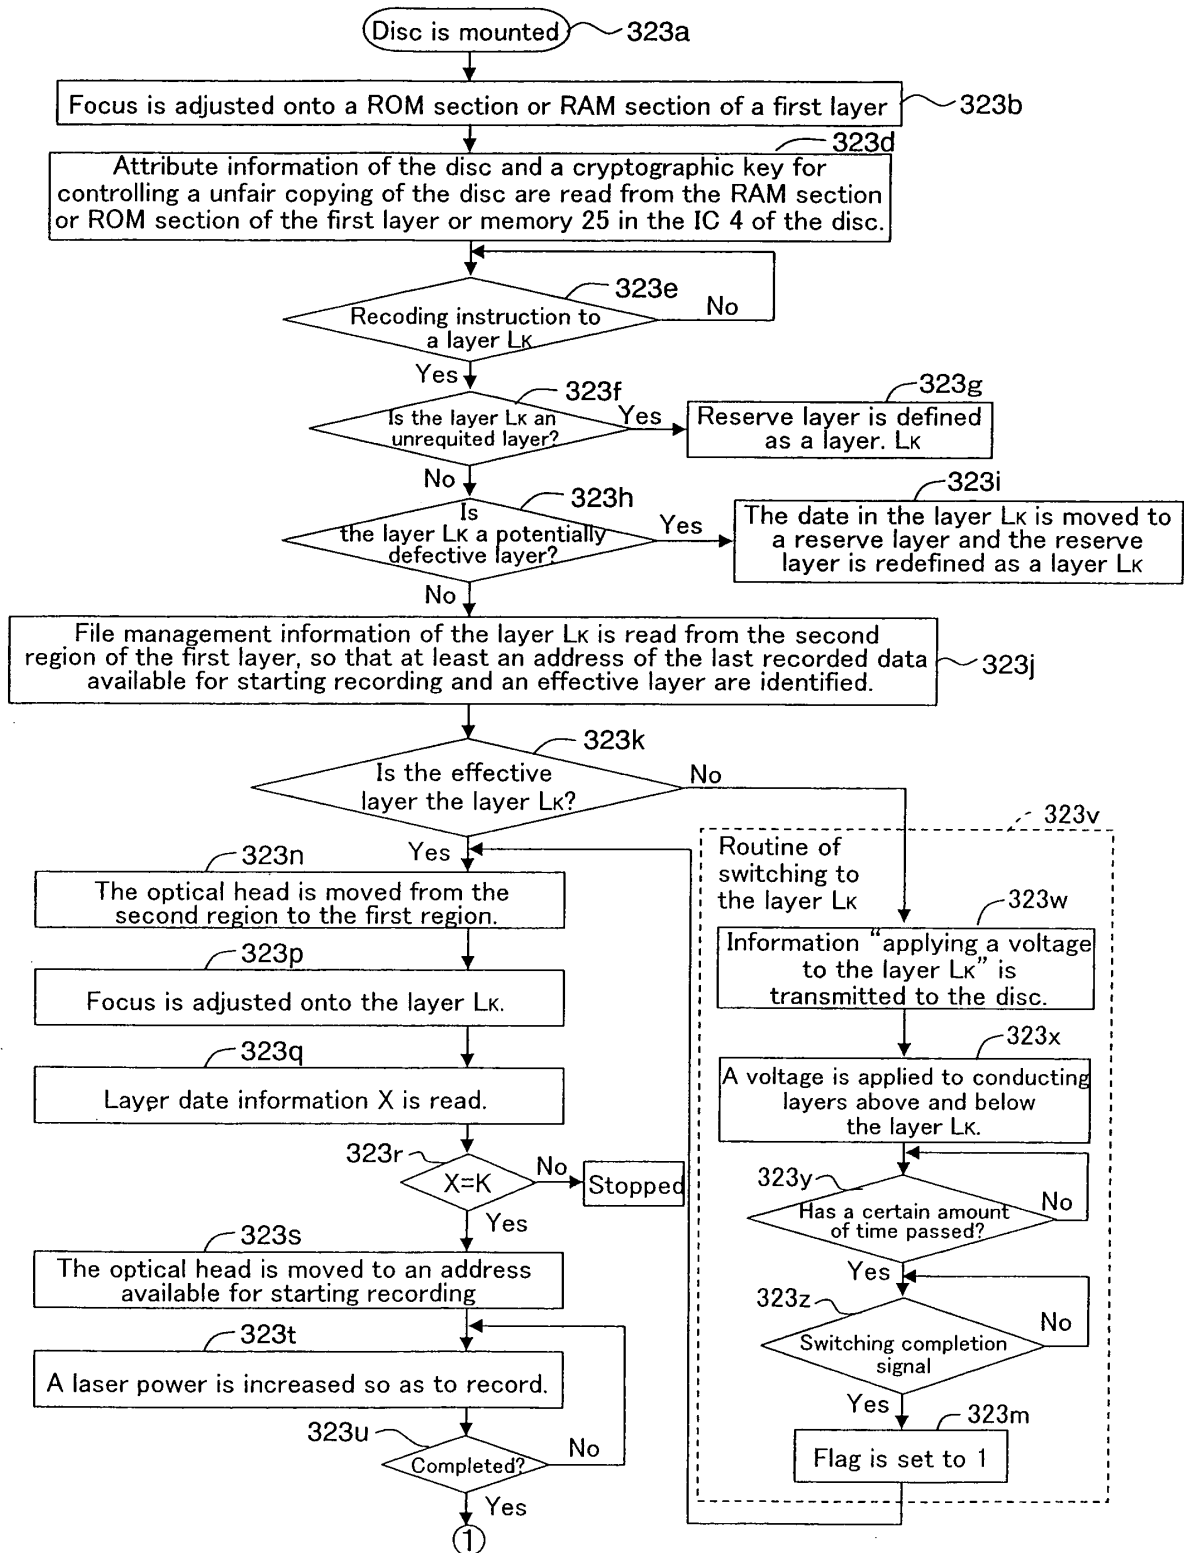 Disc is mounted
323a
Focus is adjusted onto a ROM section or RAM section of a first layer
323b
323d
Attribute information of the disc and a cryptographic key for
controlling a unfair copying of the disc are read from the RAM section
or ROM section of the first layer or memory 25 in the IC 4 of the disc.
323e
No
Recoding instruction to
a layer LK
Yes
323f
323g
Is the layer LK an
unrequited layer?
Yes
Reserve layer is defined
as a layer. LK
No
323h
323i
Is
the layer LK a potentially
defective layer?
Yes
The date in the layer LK is moved to
a reserve layer and the reserve
layer is redefined as a layer LK
No
File management information of the layer LK is read from the second
region of the first layer, so that at least an address of the last recorded data
available for starting recording and an effective layer are identified.
323j
323k
Is the effective
layer the layer LK?
No
Yes
323v
Routine of
switching to
the layer LK
323n
The optical head is moved from the
second region to the first region.
323w
Information "applying a voltage
to the layer LK" is
transmitted to the disc.
323p
Focus is adjusted onto the layer LK.
323q
Layer date information X is read.
323x
A voltage is applied to conducting
layers above and below
the layer LK.
323r
X=K
No
Stopped
Yes
323y
Has a certain amount
of time passed?
No
Yes
323s
The optical head is moved to an address
available for starting recording
323z
Switching completion
signal
No
Yes
323t
A laser power is increased so as to record.
323m
Flag is set to 1
323u
Completed?
No
Yes
1